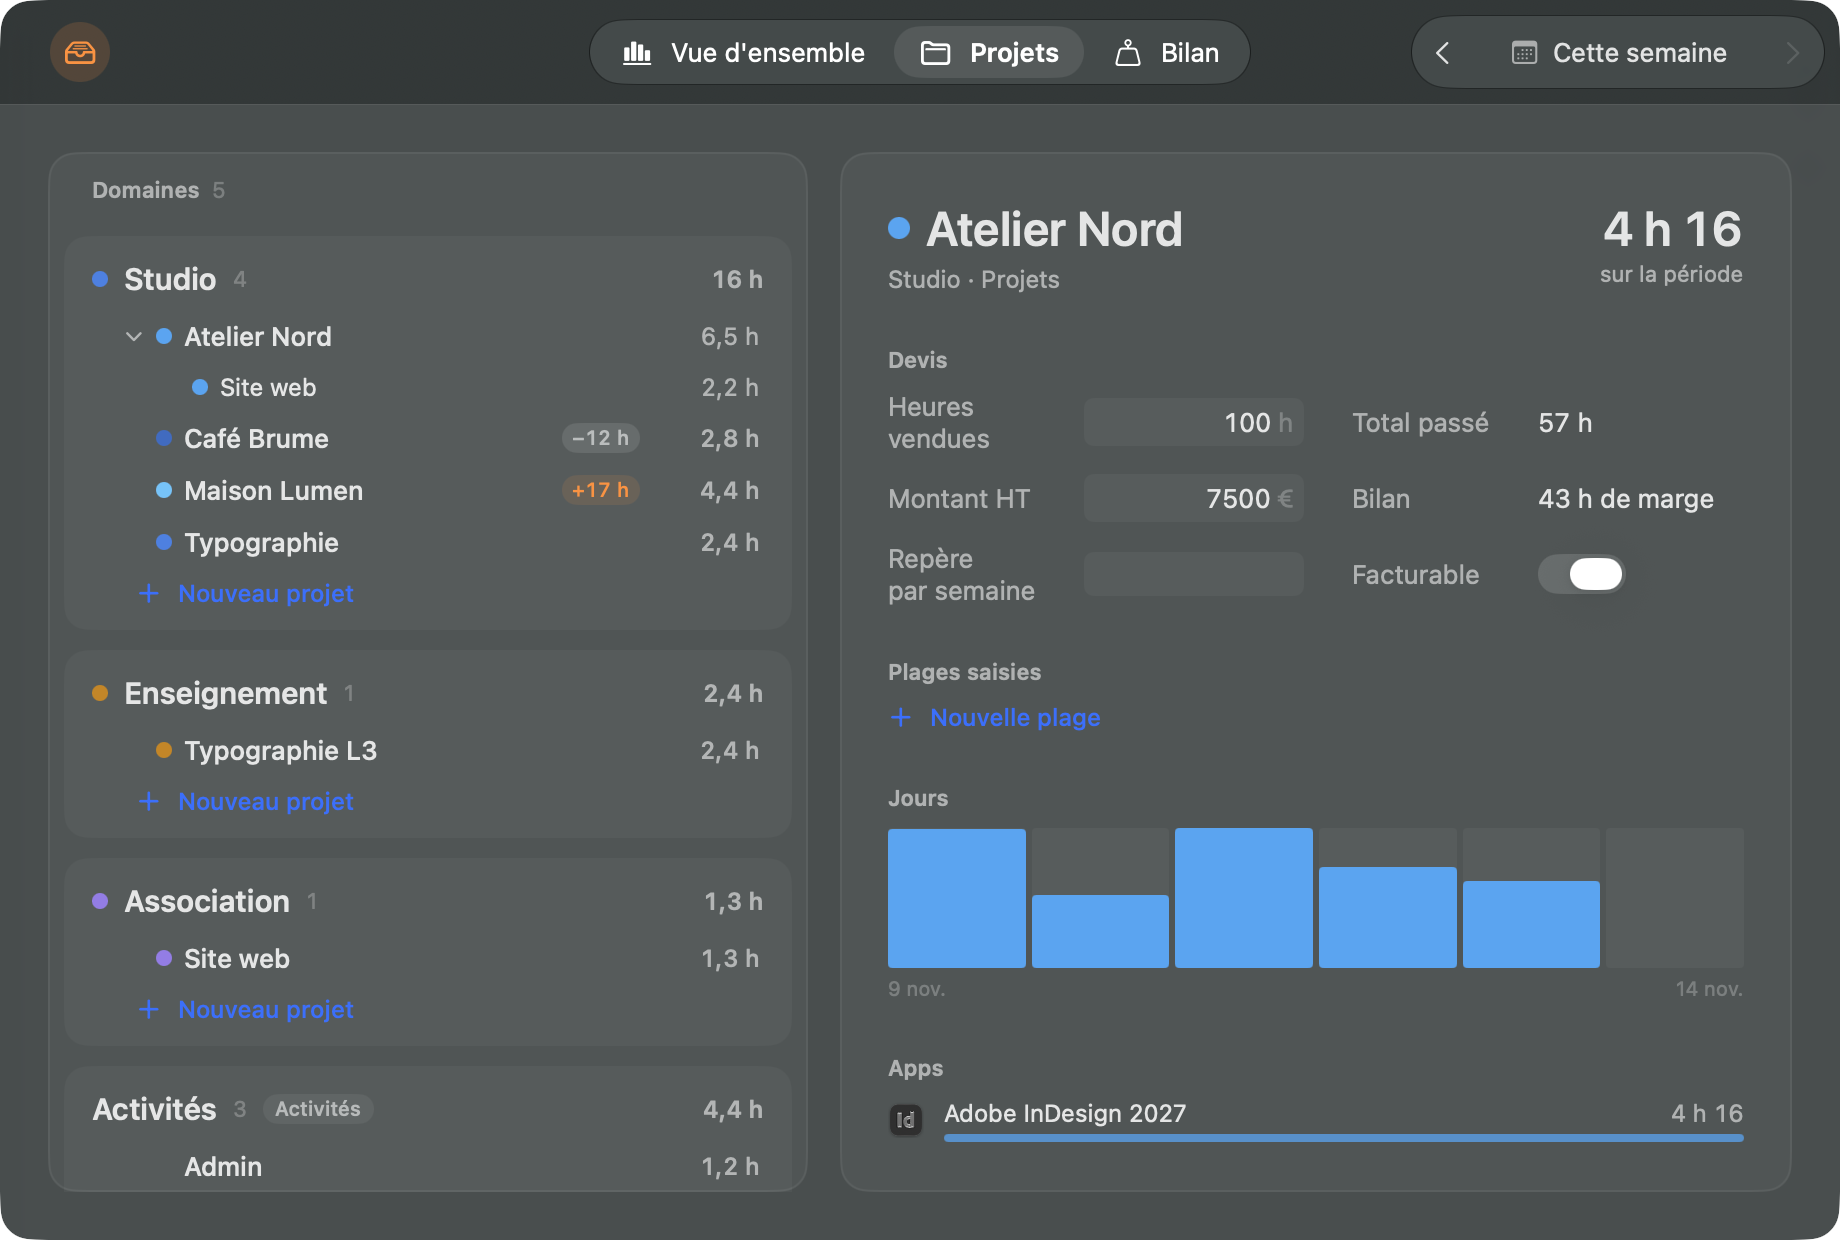 Vue d'ensemble
Projets
Bilan
Cette semaine
Domaines 5
Studio 4 16 h
Atelier Nord 6,5 h
Site web 2,2 h
Café Brume −12 h 2,8 h
Maison Lumen +17 h 4,4 h
Typographie 2,4 h
+ Nouveau projet
Enseignement 1 2,4 h
Typographie L3 2,4 h
+ Nouveau projet
Association 1 1,3 h
Site web 1,3 h
+ Nouveau projet
Activités 3 Activités 4,4 h
Admin 1,2 h
Atelier Nord 4 h 16
Studio · Projets sur la période
Devis
Heures
vendues
100 h
Total passé 57 h
Montant HT 7500 € Bilan 43 h de marge
Repère
par semaine
Facturable
Plages saisies
+ Nouvelle plage
Jours
9 nov. 14 nov.
Apps
Id Adobe InDesign 2027 4 h 16